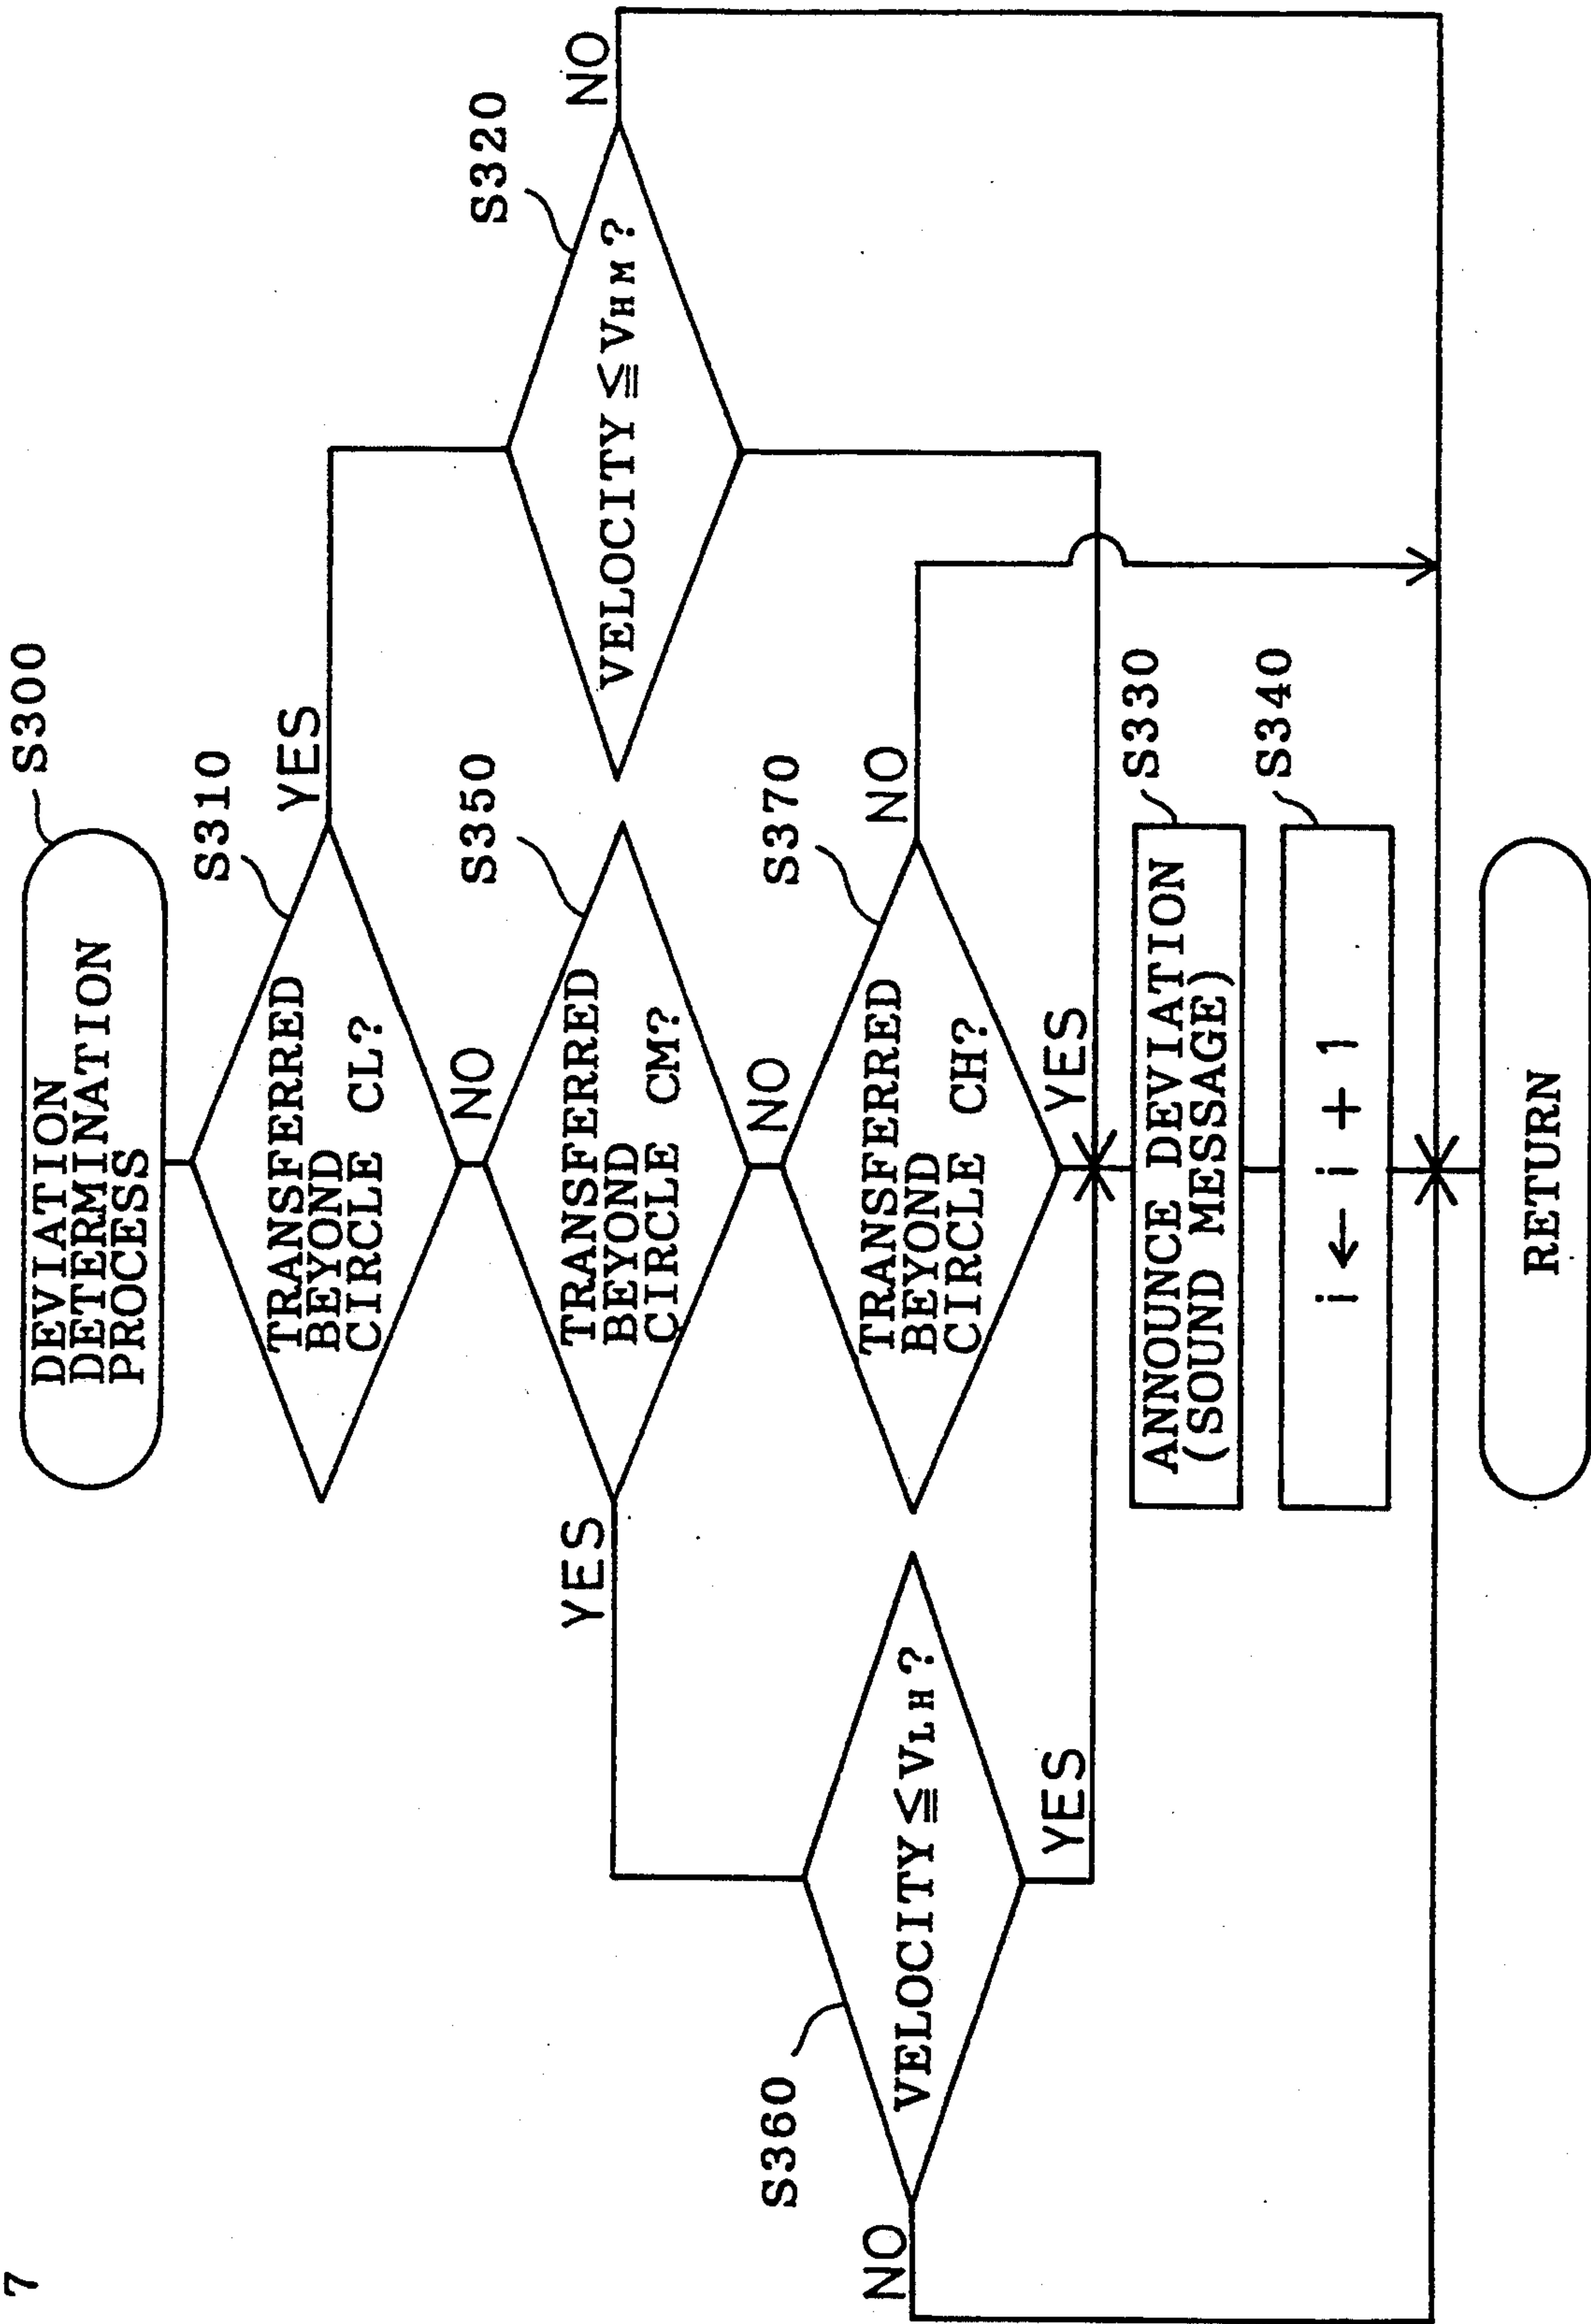 7
DEVIATION
DETERMINATION
PROCESS
S300
TRANSFERRED
BEYOND
CIRCLE CL?
S310
YES
NO
VELOCITY≦VHM?
S320
NO
TRANSFERRED
BEYOND
CIRCLE CM?
S350
YES
NO
VELOCITY≦VLH?
S360
NO
YES
TRANSFERRED
BEYOND
CIRCLE CH?
S370
NO
YES
ANNOUNCE DEVIATION
(SOUND MESSAGE)
S330
i ← i + 1
S340
RETURN